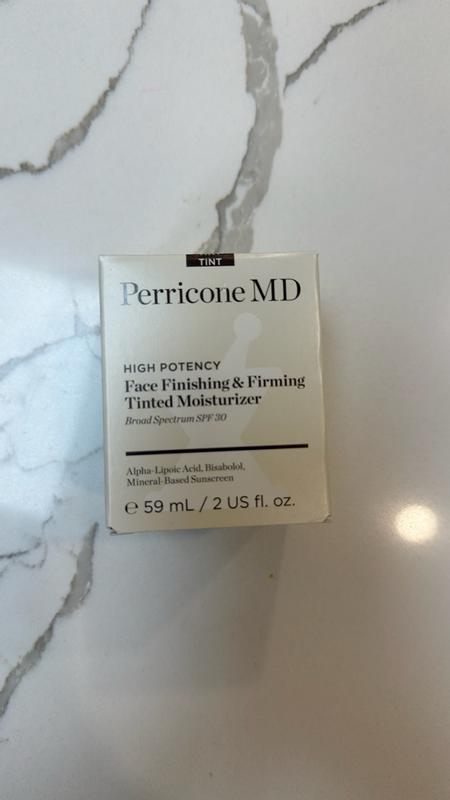 TINT
Perricone MD
HIGH POTENCY
Face Finishing & Firming
Tinted Moisturizer
Broad Spectrum SPF 30
Alpha-Lipoic Acid, Bisabolol,
Mineral-Based Sunscreen
℮ 59 mL / 2 US fl. oz.